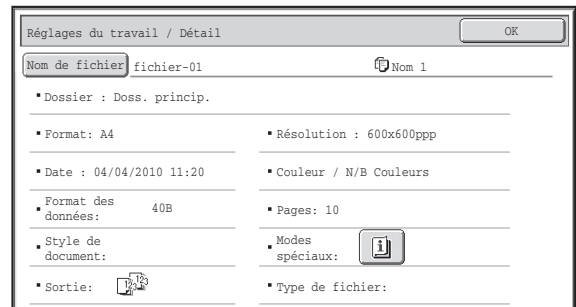 Réglages du travail / Détail
OK
Nom de fichier fichier-01 Nom 1
▪Dossier : Doss. princip.
▪Format: A4 ▪Résolution : 600x600ppp
▪Date : 04/04/2010 11:20 ▪Couleur / N/B Couleurs
▪Format des données: 40B ▪Pages: 10
▪Style de document: ▪Modes spéciaux:
▪Sortie: 123 123 ▪Type de fichier: